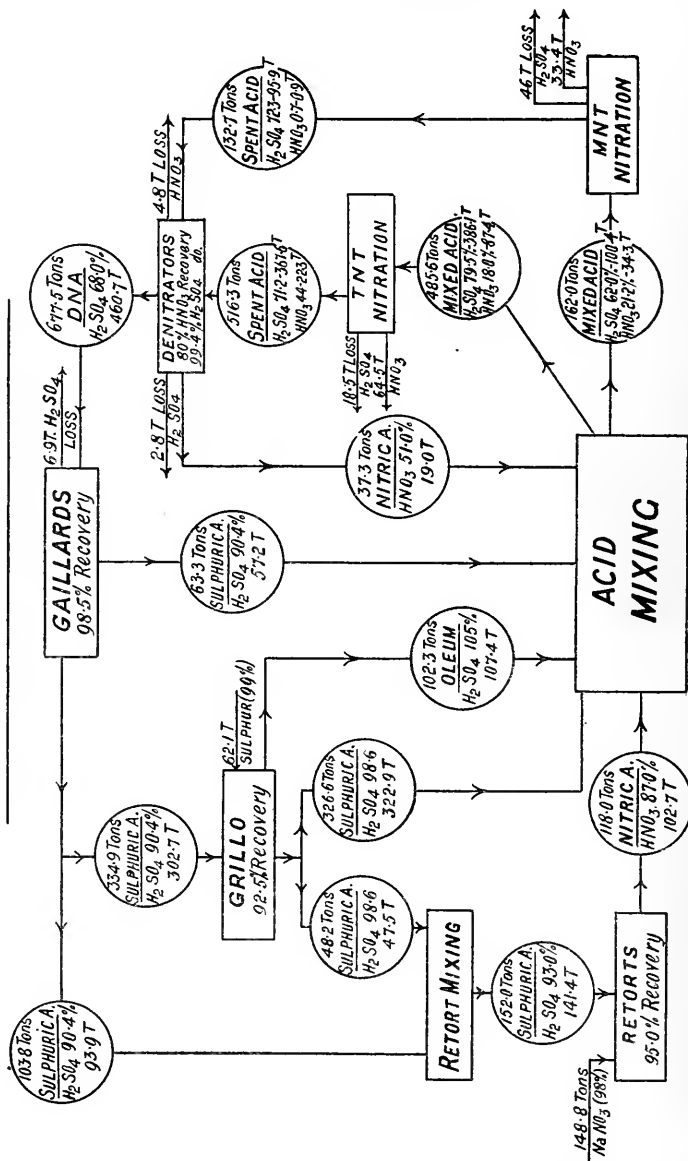 46 T LOSS
H₂SO₄
33.4 T
HNO₃
MNT
NITRATION
132.7 Tons
SPENT ACID
H₂SO₄ 72.3-95.9 T
HNO₃ 0.7-0.9 T
162.0 Tons
MIXED ACID
H₂SO₄ 62.0%-100.4 T
HNO₃ 21.2%-34.3 T
4.8 T LOSS
HNO₃
DENITRATORS
80% HNO₃ Recovery
99.4% H₂SO₄ do.
2.8 T LOSS
H₂SO₄
516.3 Tons
SPENT ACID
H₂SO₄ 71.2-367.6 T
HNO₃ 4.4-22.3 T
TNT
NITRATION
18.5 T LOSS
H₂SO₄
64.5 T
HNO₃
485.6 Tons
MIXED ACID
H₂SO₄ 79.5%-386.1 T
HNO₃ 18.0%-87.4 T
677.5 Tons
DNA
H₂SO₄ 68.0%
460.7 T
37.3 Tons
NITRIC A.
HNO₃ 51.0%
19.0 T
6.9 T. H₂SO₄
LOSS
GAILLARDS
98.5% Recovery
63.3 Tons
SULPHURIC A.
H₂SO₄ 90.4%
57.2 T
ACID
MIXING
62.1 T
SULPHUR (99%)
102.3 Tons
OLEUM
H₂SO₄ 105%
107.4 T
334.9 Tons
SULPHURIC A.
H₂SO₄ 90.4%
302.7 T
GRILLO
92.5% Recovery
326.6 Tons
SULPHURIC A.
H₂SO₄ 98.6
322.9 T
48.2 Tons
SULPHURIC A.
H₂SO₄ 98.6
47.5 T
118.0 Tons
NITRIC A.
HNO₃ 87.0%
102.7 T
103.8 Tons
SULPHURIC A.
H₂SO₄ 90.4%
93.9 T
RETORT MIXING
152.0 Tons
SULPHURIC A.
H₂SO₄ 93.0%
141.4 T
RETORTS
95.0% Recovery
148.8 Tons
NaNO₃ (98%)